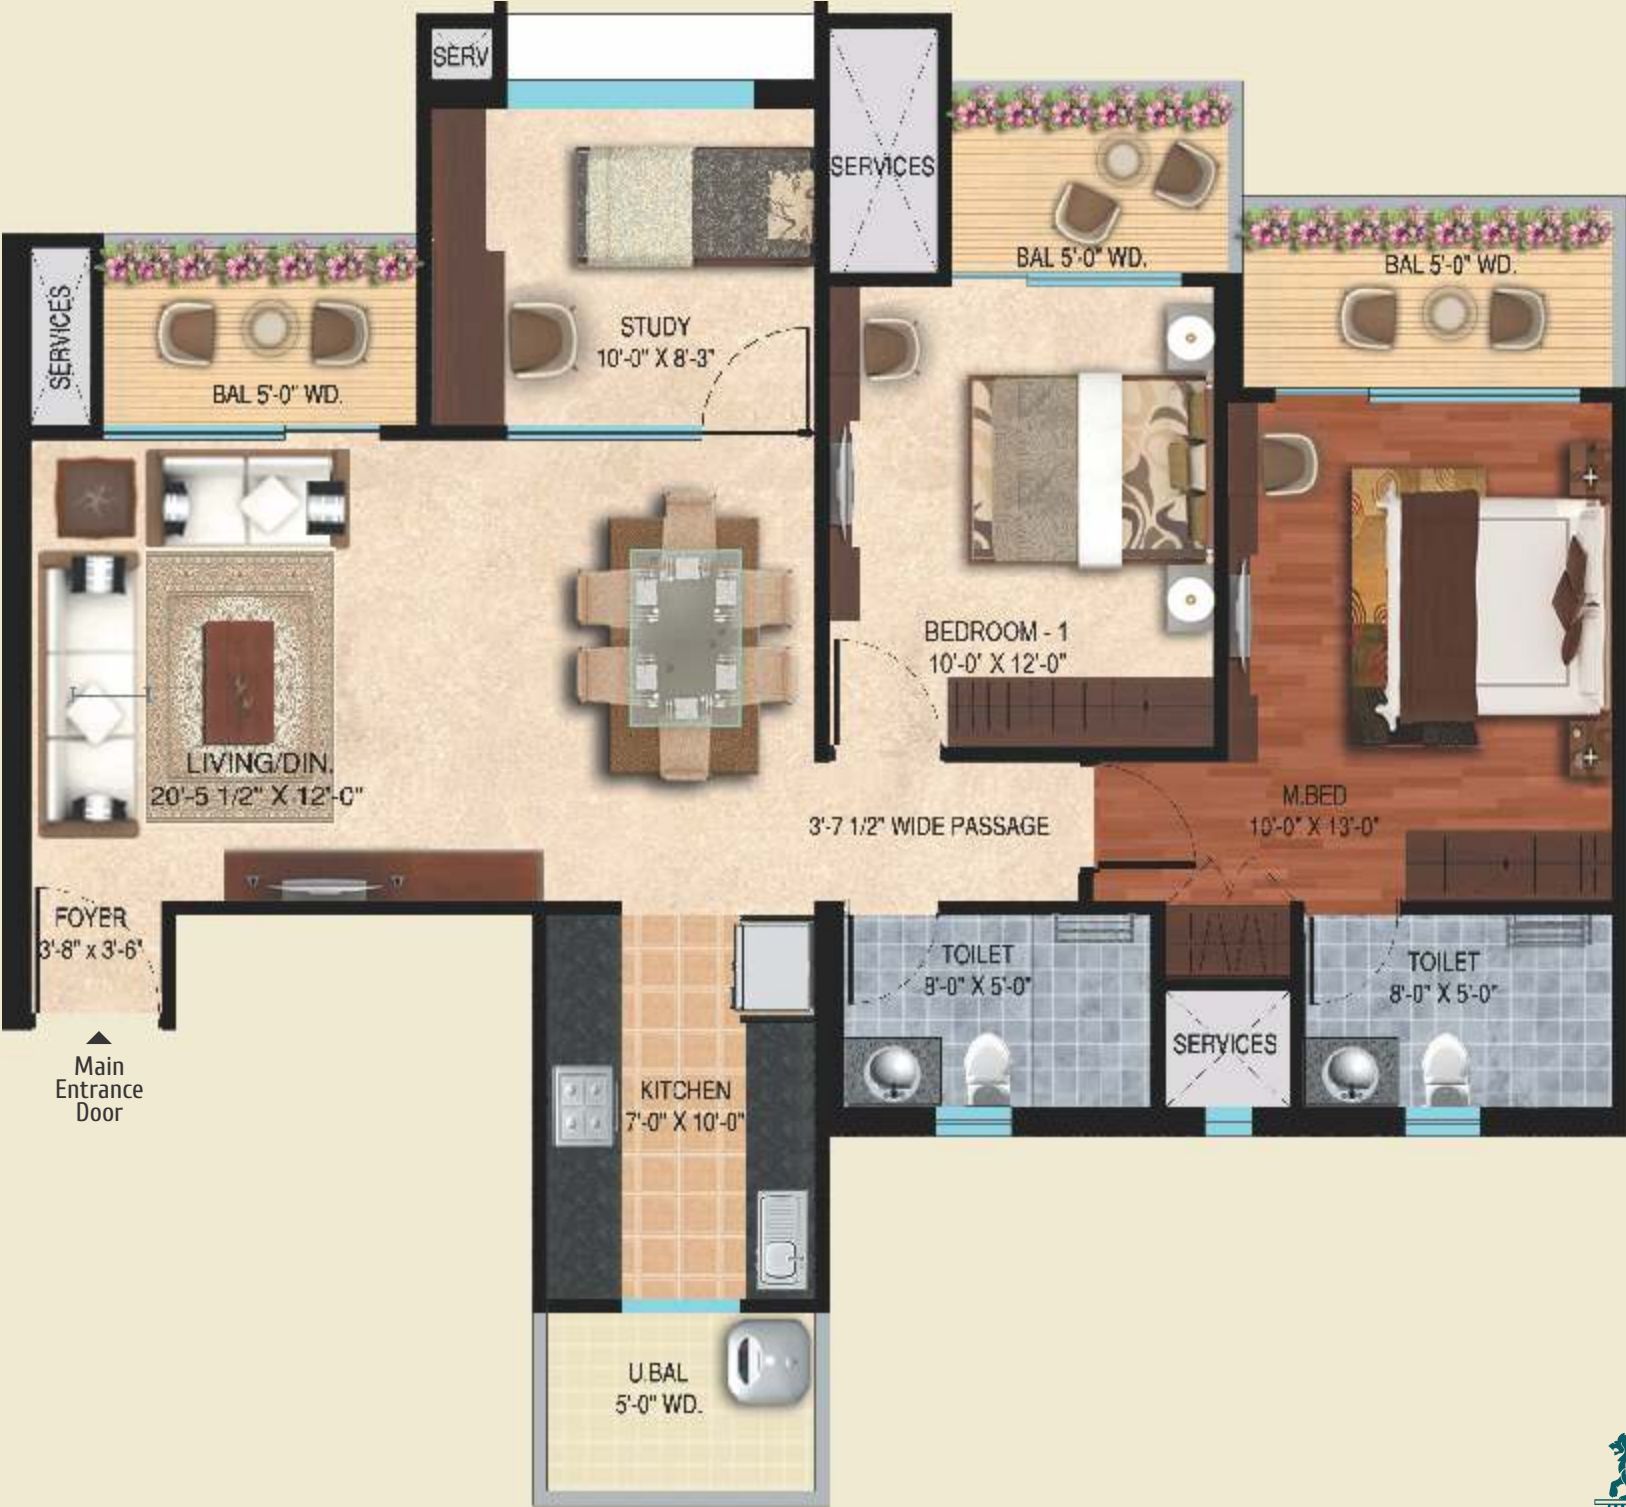 SERV
SERVICES
BAL 5'-0" WD.
BAL 5'-0" WD.
SERVICES
BAL 5'-0" WD.
STUDY
10'-0" X 8'-3"
BEDROOM - 1
10'-0' X 12'-0"
LIVING/DIN.
20'-5 1/2" X 12'-0"
3'-7 1/2" WIDE PASSAGE
M.BED
10'-0" X 13'-0"
FOYER
3'-8" x 3'-6"
TOILET
8'-0" X 5'-0"
TOILET
8'-0" X 5'-0"
SERVICES
Main
Entrance
Door
KITCHEN
7'-0" X 10'-0"
U.BAL
5'-0" WD.